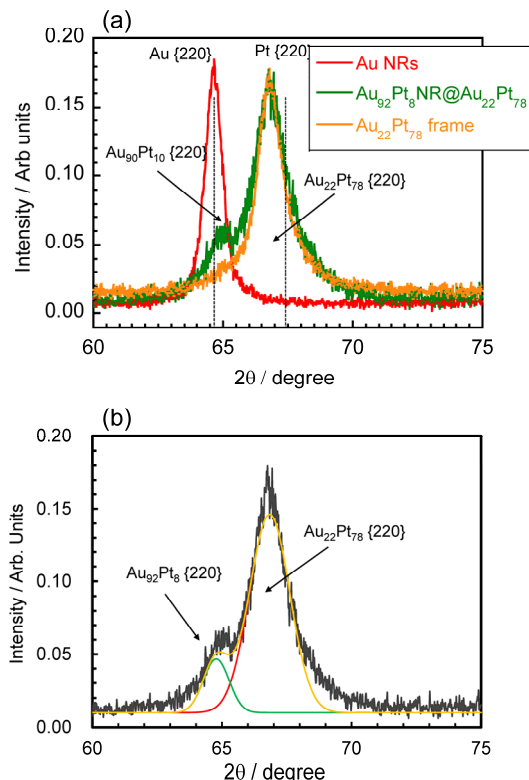 (a)
0.20
0.15
0.10
0.05
0.00
Intensity / Arb units
Au {220}
Pt {220}
Au NRs
Au92Pt8NR@Au22Pt78
Au22Pt78 frame
Au90Pt10 {220}
Au22Pt78 {220}
60 65 70 75
2θ / degree
(b)
0.20
0.15
0.10
0.05
0.00
Intensity / Arb. Units
Au92Pt8 {220}
Au22Pt78 {220}
60 65 70 75
2θ / degree